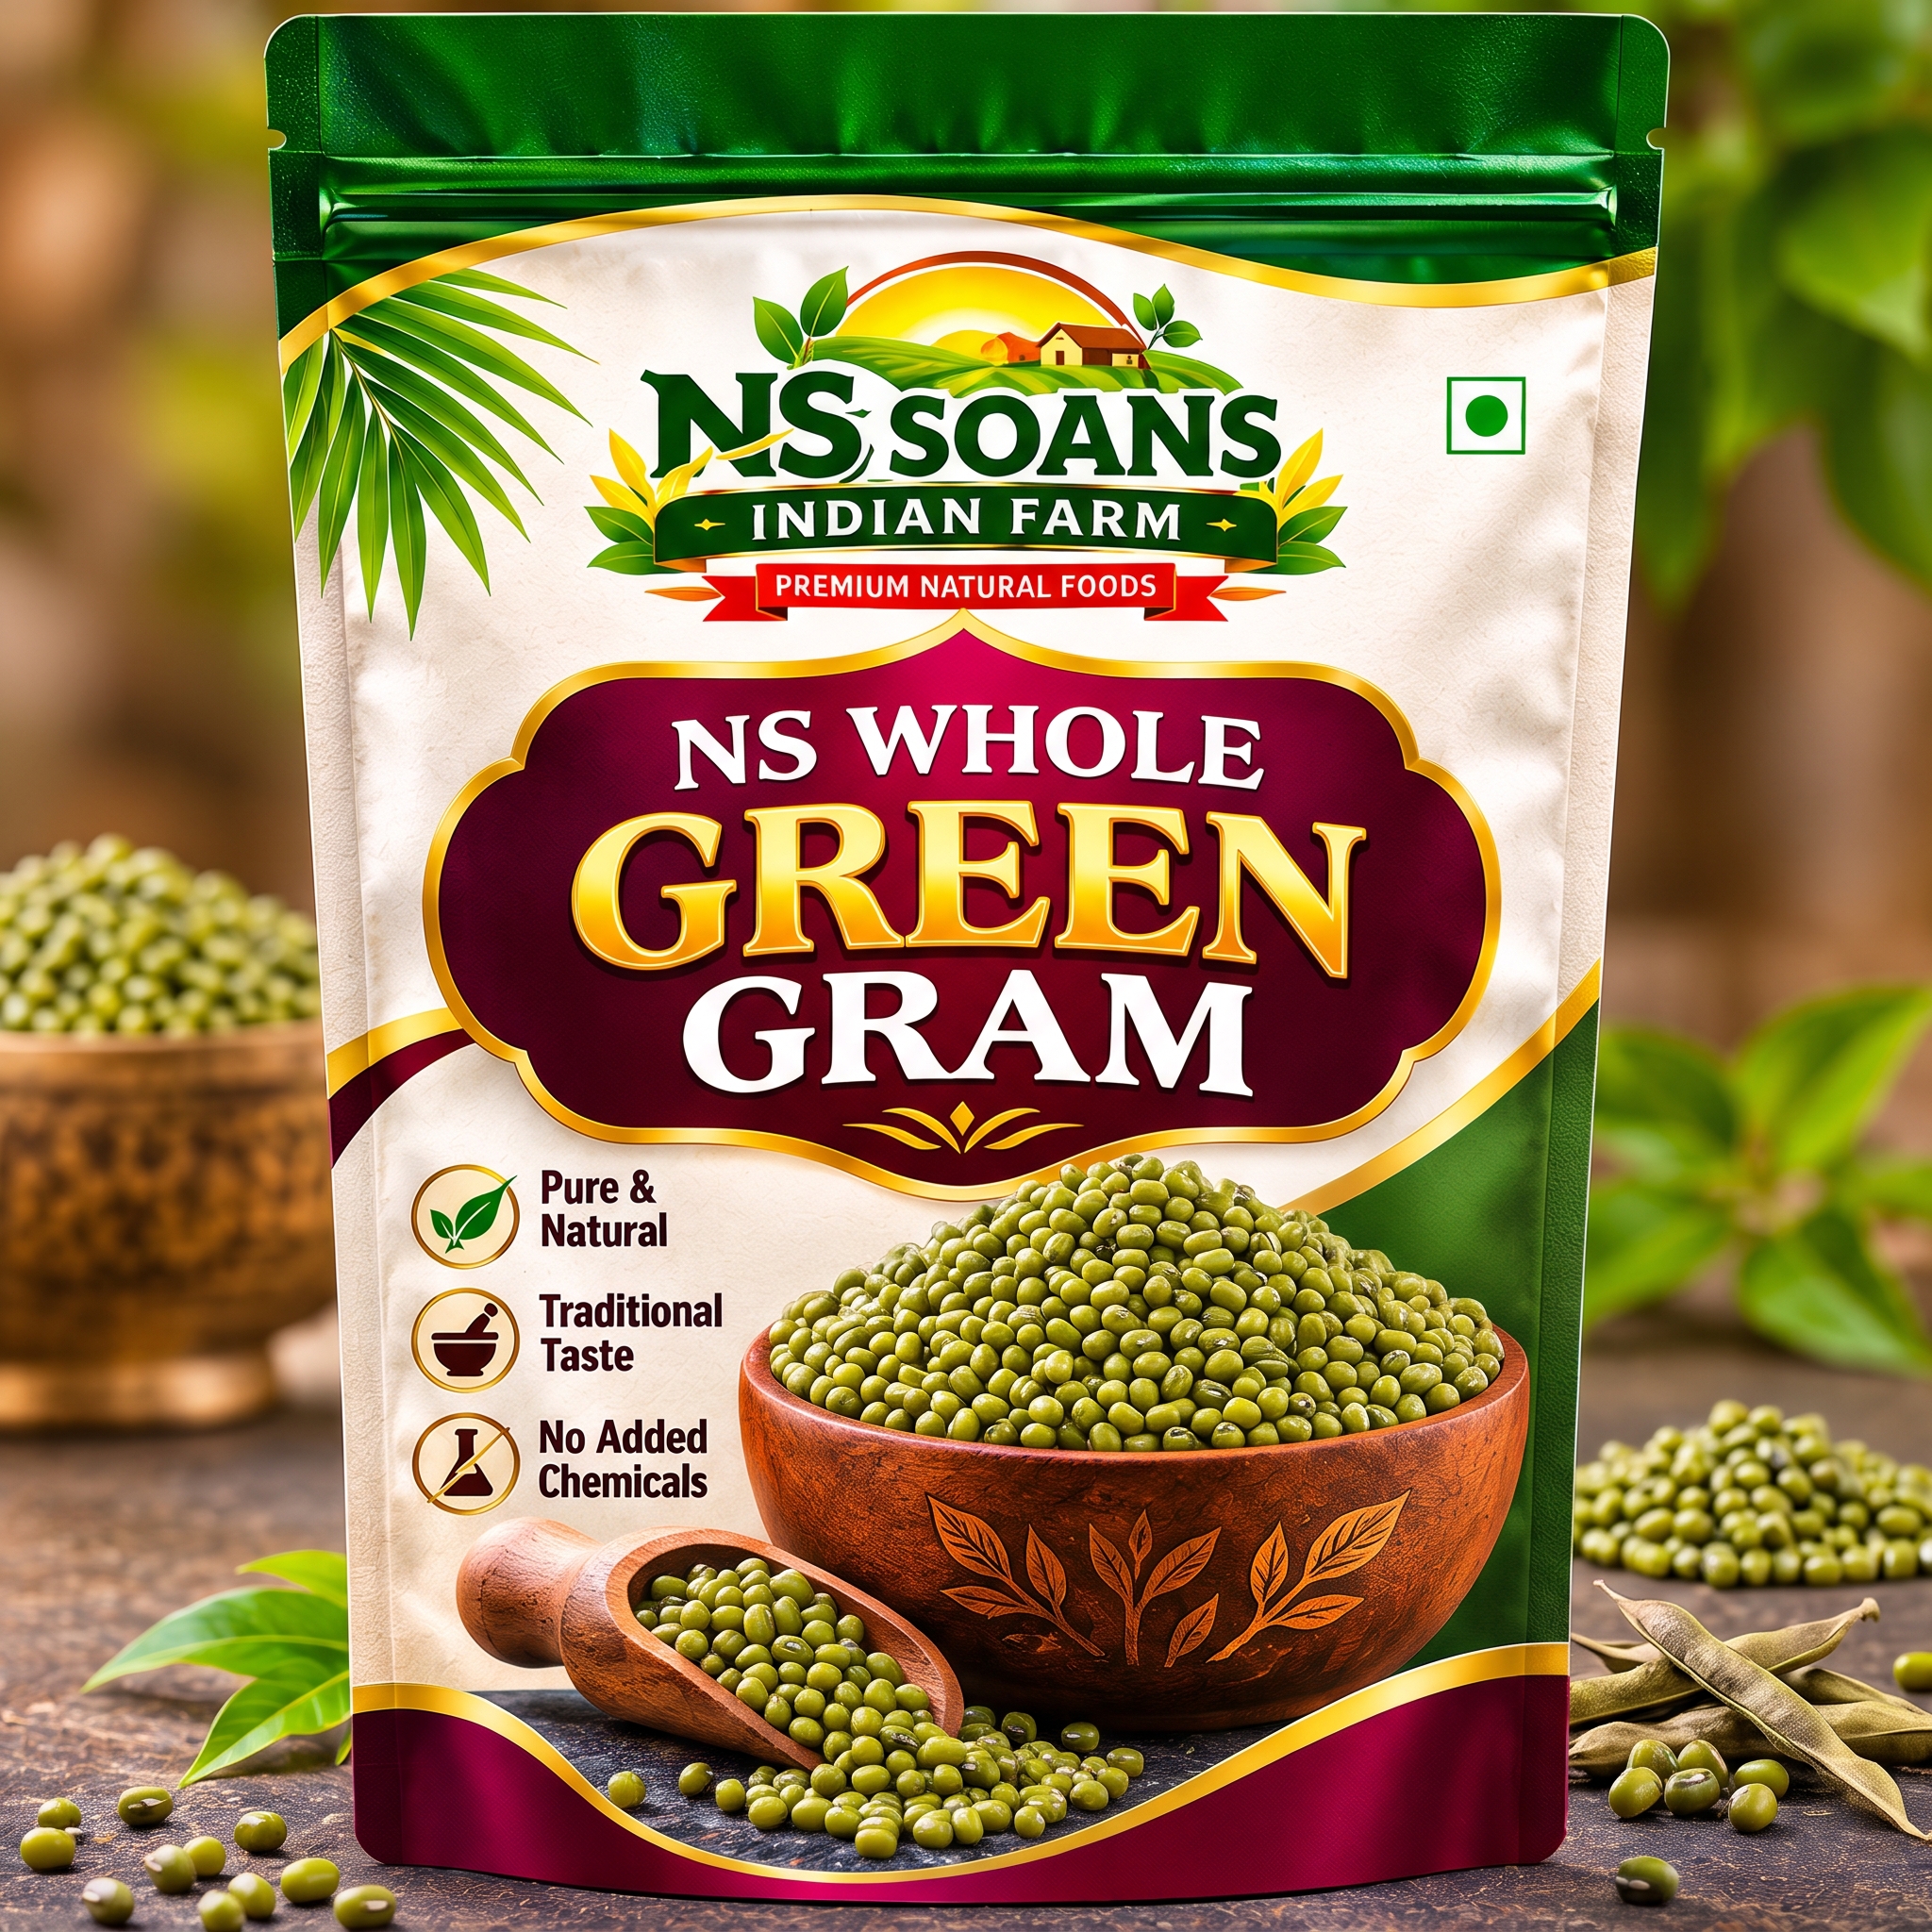 NS SOANS
INDIAN FARM
PREMIUM NATURAL FOODS
NS WHOLE
GREEN
GRAM
Pure &
Natural
Traditional
Taste
No Added
Chemicals